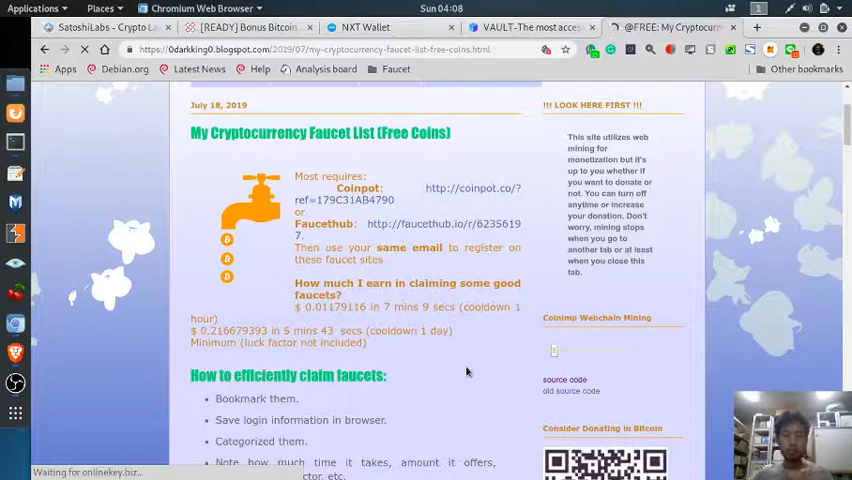 Applications Places Chromium Web Browser Sun 04:08 1
SatoshiLabs - Crypto L [READY] Bonus Bitcoin NXT Wallet VAULT-The most acces @FREE: My Cryptocurr
https://0darkking0.blogspot.com/2019/07/my-cryptocurrency-faucet-list-free-coins.html
Apps Debian.org Latest News Help Analysis board Faucet Other bookmarks
July 18, 2019
My Cryptocurrency Faucet List (Free Coins)
Most requires:
Coinpot: http://coinpot.co/?
ref=179C31AB4790
or
Faucethub: http://faucethub.io/r/6235619
7.
Then use your same email to register on
these faucet sites
How much I earn in claiming some good
faucets?
$ 0.01179116 in 7 mins 9 secs (cooldown 1
hour)
$ 0.216679393 in 5 mins 43 secs (cooldown 1 day)
Minimum (luck factor not included)
How to efficiently claim faucets:
Bookmark them.
Save login information in browser.
Categorized them.
Note how much time it takes, amount it offers,
etc.
!!! LOOK HERE FIRST !!!
This site utilizes web
mining for
monetization but it's
up to you whether if
you want to donate or
not. You can turn off
anytime or increase
your donation. Don't
worry, mining stops
when you go to
another tab or at least
when you close this
tab.
Coinimp Webchain Mining
source code
old source code
Consider Donating in Bitcoin
Waiting for onlinekey.biz...